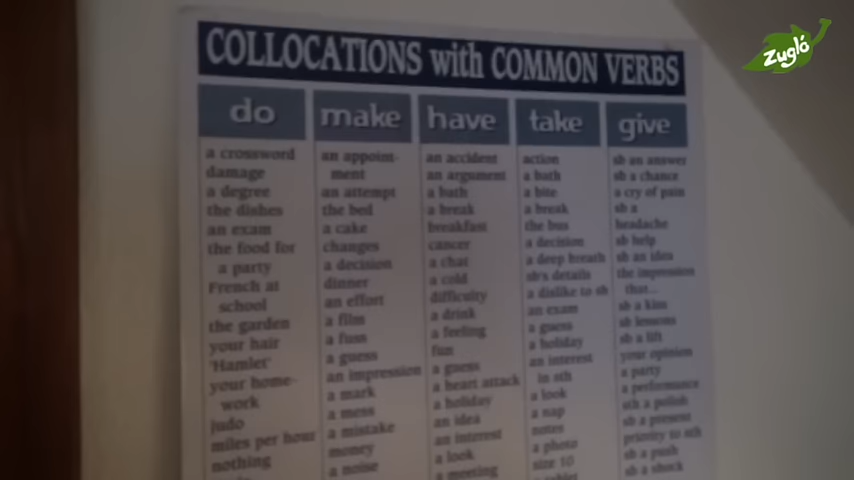 Zugló
COLLOCATIONS with COMMON VERBS
do
a crossword
damage
a degree
the dishes
an exam
the food for
a party
French at
school
the garden
your hair
'Hamlet'
your home-
work
judo
miles per hour
nothing
make
an appoint-
ment
an attempt
the bed
a cake
changes
a decision
dinner
an effort
a film
a fuss
a guess
an impression
a mark
a mess
a mistake
money
a noise
have
an accident
an argument
a bath
a break
breakfast
cancer
a chat
a cold
difficulty
a drink
a feeling
fun
a guess
a heart attack
a holiday
an idea
an interest
a look
a meeting
take
action
a bath
a bite
a break
the bus
a decision
a deep breath
sb's details
a dislike to sb
an exam
a guess
a holiday
an interest
in sth
a look
a nap
notes
a photo
size 10
give
sb an answer
sb a chance
a cry of pain
sb a
headache
sb help
sb an idea
the impression
that...
sb a kiss
sb lessons
sb a lift
your opinion
a party
a performance
sth a polish
sb a present
priority to sth
sb a push
sb a shock